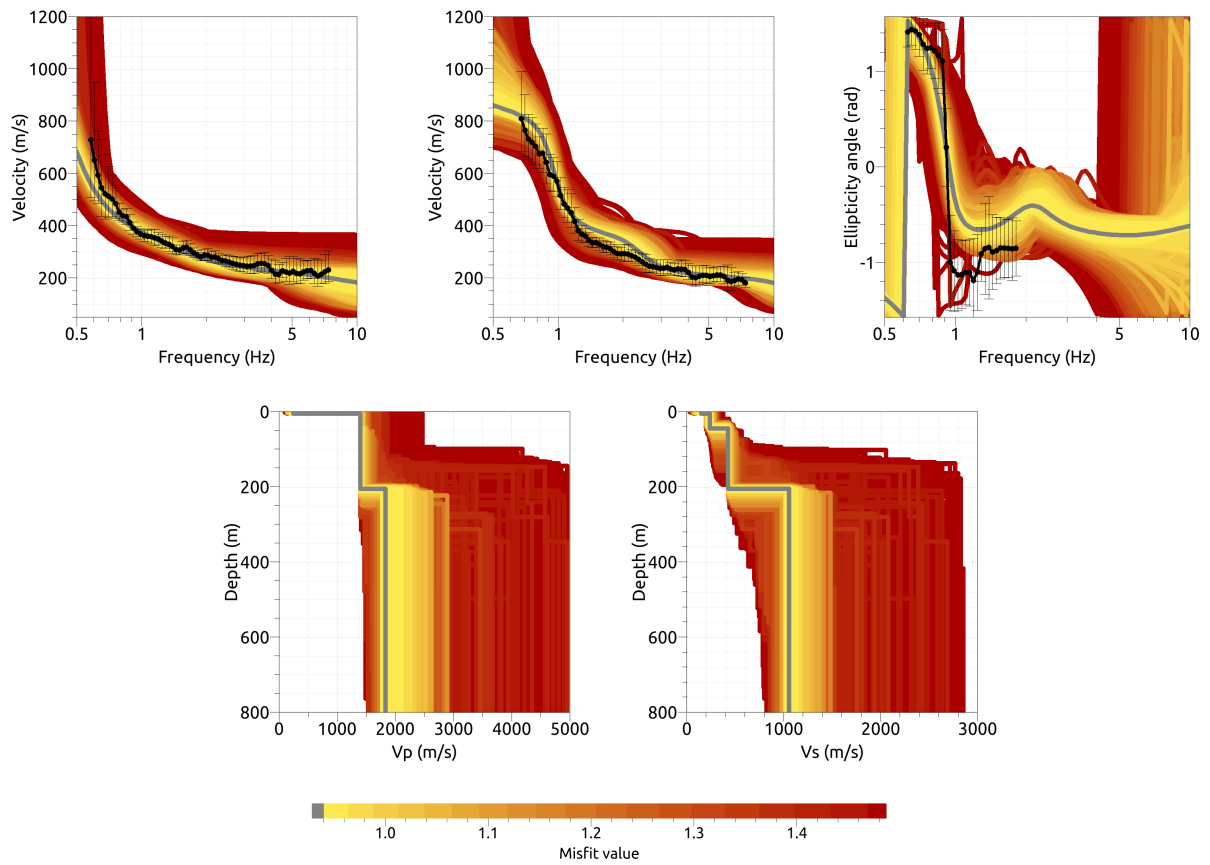 1200
1000
800
600
400
200
Velocity (m/s)
0.5 1 5 10
Frequency (Hz)
1200
1000
800
600
400
200
Velocity (m/s)
0.5 1 5 10
Frequency (Hz)
1
0
-1
Ellipticity angle (rad)
0.5 1 5 10
Frequency (Hz)
0
200
400
600
800
Depth (m)
0 1000 2000 3000 4000 5000
Vp (m/s)
0
200
400
600
800
Depth (m)
0 1000 2000 3000
Vs (m/s)
1.0 1.1 1.2 1.3 1.4
Misfit value